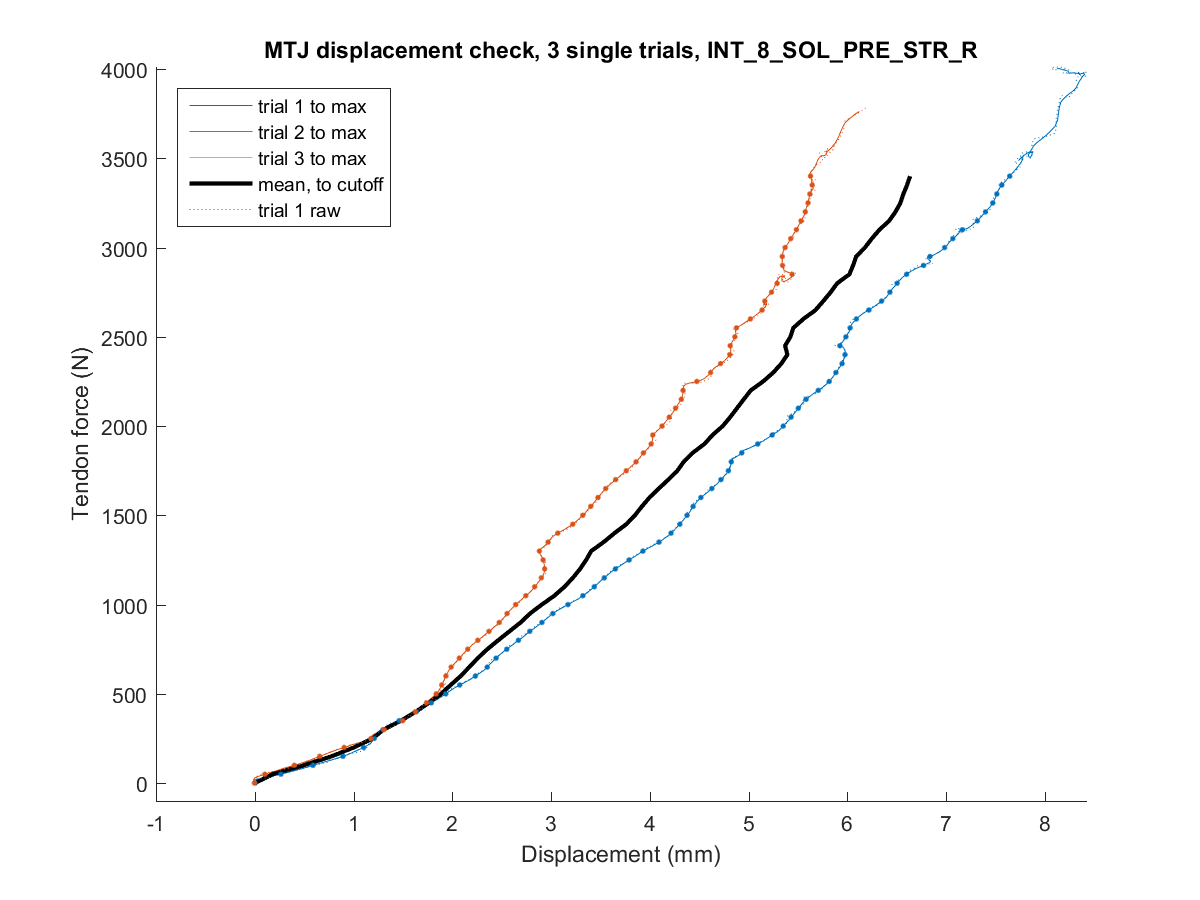 MTJ displacement check, 3 single trials, INT_8_SOL_PRE_STR_R
4000
3500
3000
2500
2000
1500
1000
500
0
trial 1 to max
trial 2 to max
trial 3 to max
mean, to cutoff
trial 1 raw
Tendon force (N)
-1 0 1 2 3 4 5 6 7 8
Displacement (mm)